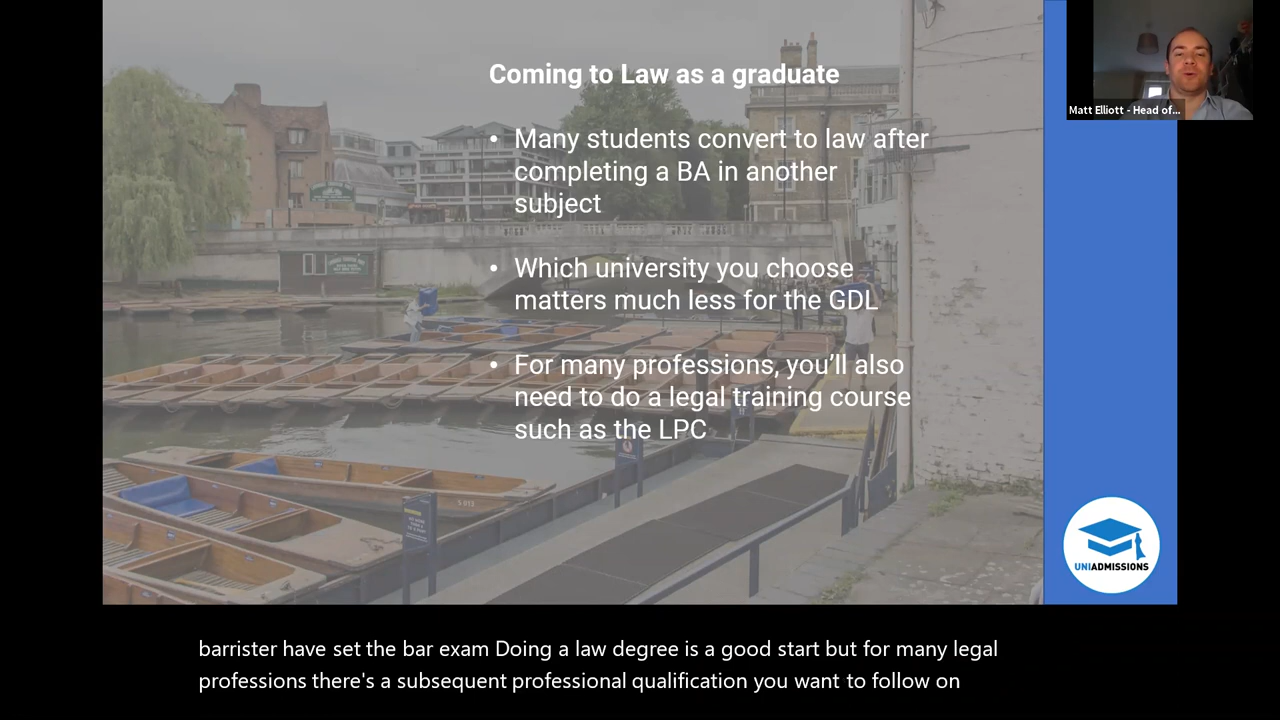 Coming to Law as a graduate
• Many students convert to law after
completing a BA in another
subject
• Which university you choose
matters much less for the GDL
• For many professions, you'll also
need to do a legal training course
such as the LPC
Matt Elliott - Head of...
UNIADMISSIONS
barrister have set the bar exam Doing a law degree is a good start but for many legal
professions there's a subsequent professional qualification you want to follow on